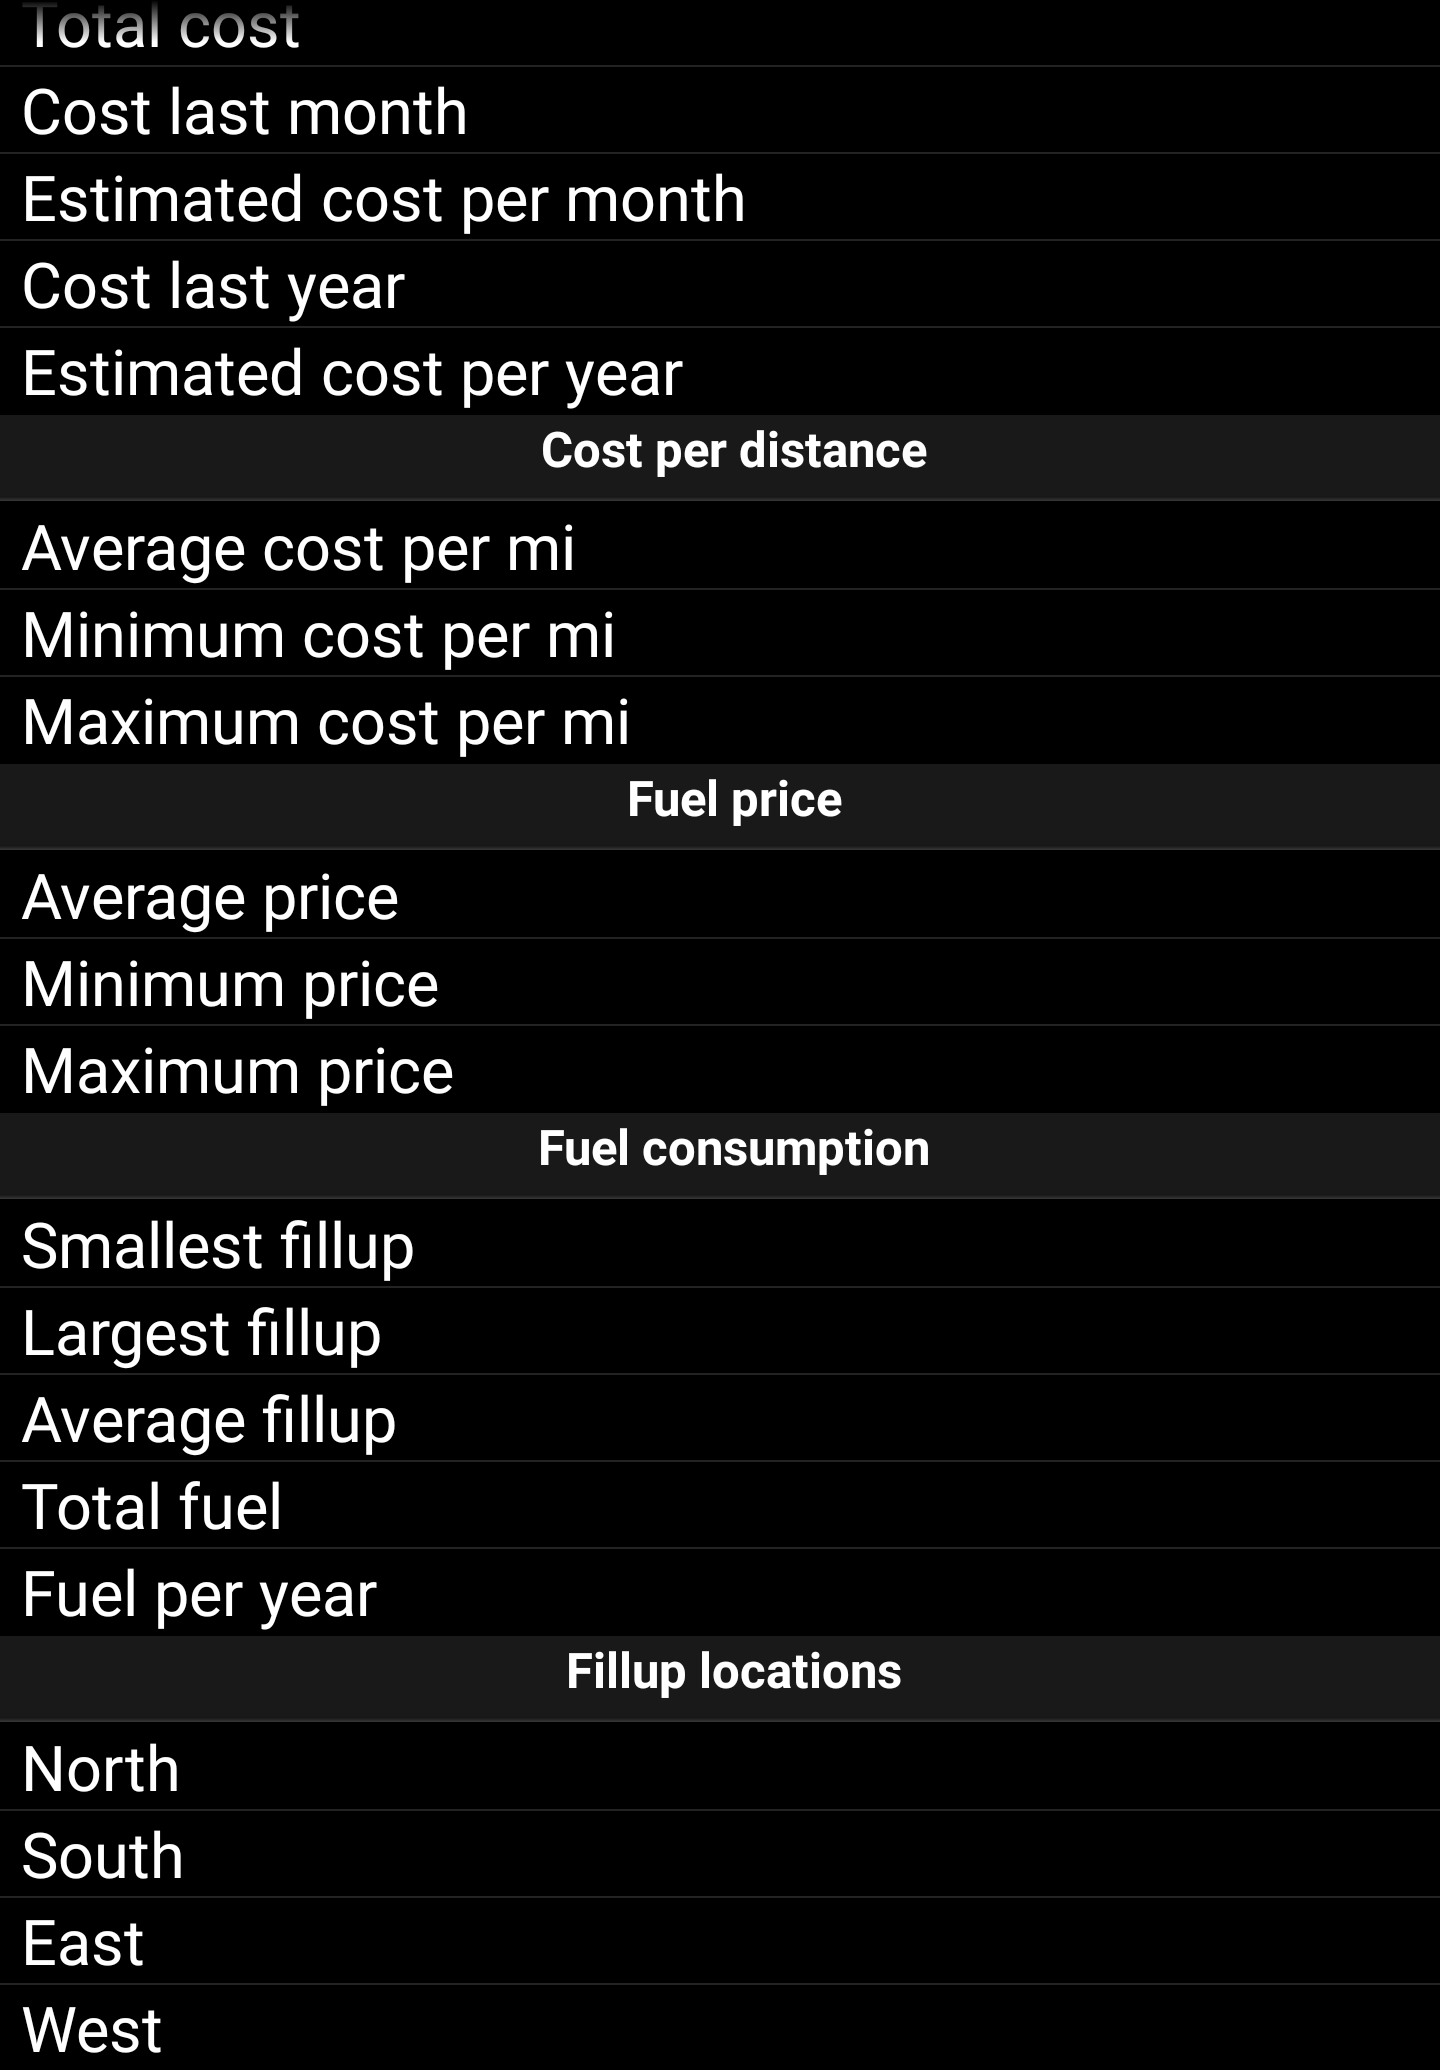 Total cost
Cost last month
Estimated cost per month
Cost last year
Estimated cost per year
Cost per distance
Average cost per mi
Minimum cost per mi
Maximum cost per mi
Fuel price
Average price
Minimum price
Maximum price
Fuel consumption
Smallest fillup
Largest fillup
Average fillup
Total fuel
Fuel per year
Fillup locations
North
South
East
West